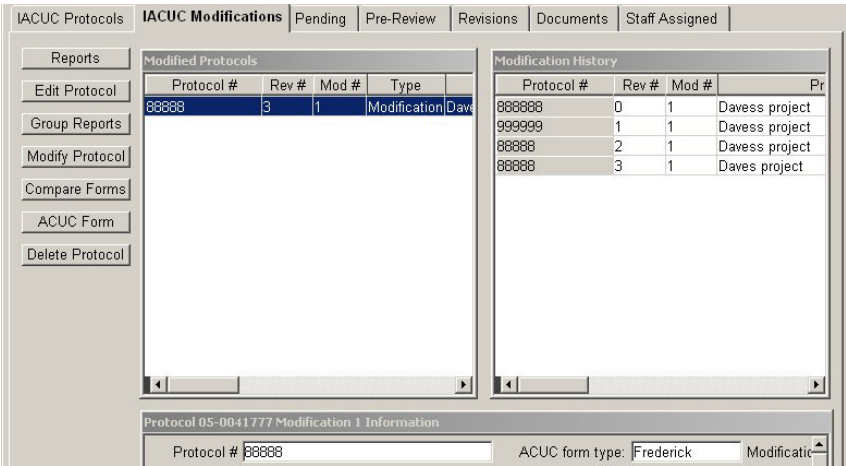 IACUC Protocols IACUC Modifications Pending Pre-Review Revisions Documents Staff Assigned
Reports
Edit Protocol
Group Reports
Modify Protocol
Compare Forms
ACUC Form
Delete Protocol
Modified Protocols
Protocol # Rev # Mod # Type
88888 3 1 Modification Dave
Modification History
Protocol # Rev # Mod # Pr
888888 0 1 Davess project
999999 1 1 Davess project
88888 2 1 Davess project
88888 3 1 Daves project
Protocol 05-0041777 Modification 1 Information
Protocol # 88888 ACUC form type: Frederick Modificatio